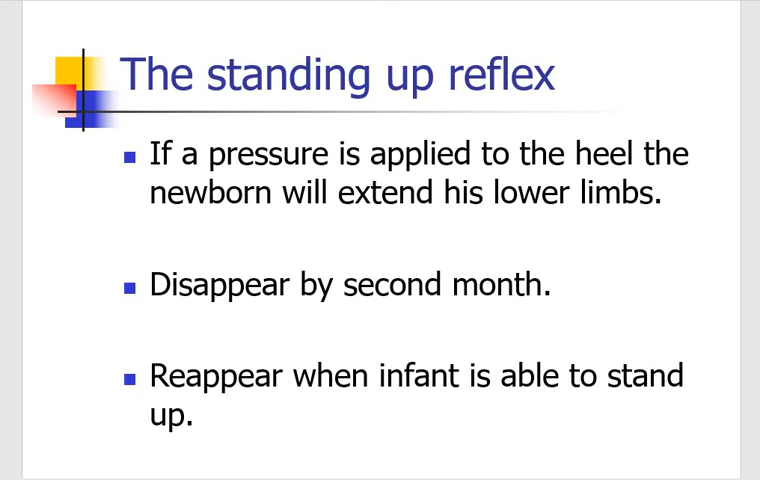 The standing up reflex
If a pressure is applied to the heel the
newborn will extend his lower limbs.
Disappear by second month.
Reappear when infant is able to stand
up.